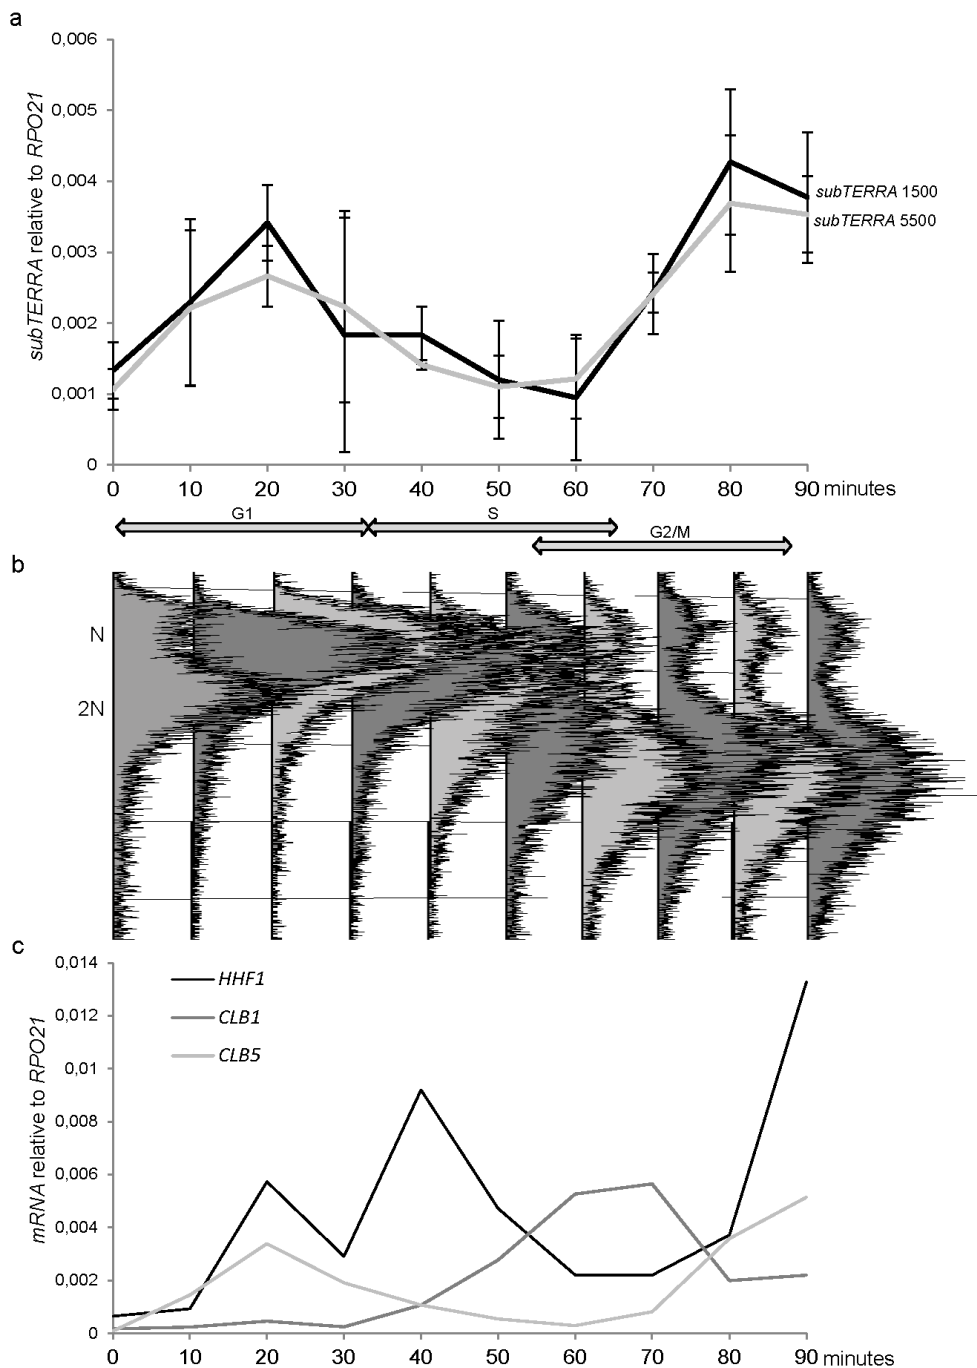 a
0,006
0,005
0,004
0,003
0,002
0,001
0
subTERRA relative to RPO21
subTERRA 1500
subTERRA 5500
0 10 20 30 40 50 60 70 80 90 minutes
G1 S
G2/M
b
N
2N
c
0,014
0,012
0,01
0,008
0,006
0,004
0,002
0
mRNA relative to RPO21
HHF1
CLB1
CLB5
0 10 20 30 40 50 60 70 80 90 minutes